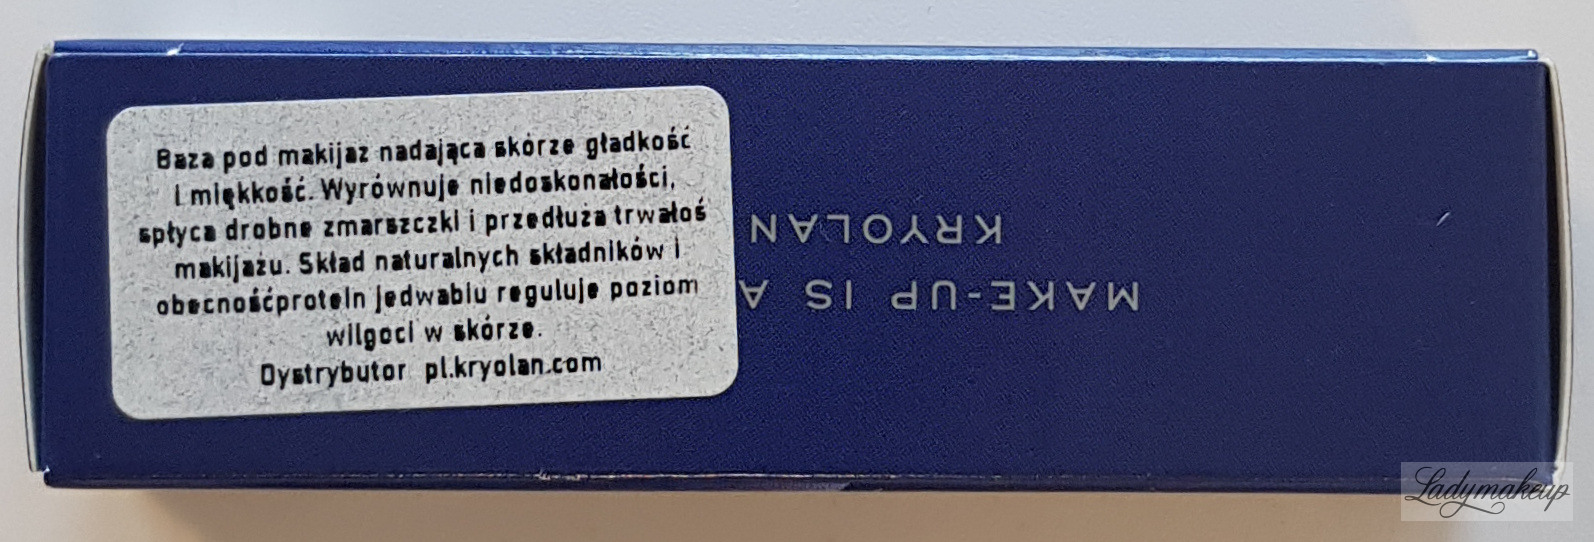 Baza pod makijaz nadająca skórze gładkość
i miękkość. Wyrównuje niedoskonałości,
spłyca drobne zmarszczki i przedłuża trwałoś
makijażu. Skład naturalnych składników i
obecnośćprotein jedwabiu reguluje poziom
wilgoci w skórze.
Dystrybutor pl.kryolan.com
MAKE-UP IS A
KRYOLAN
Ladymakeup